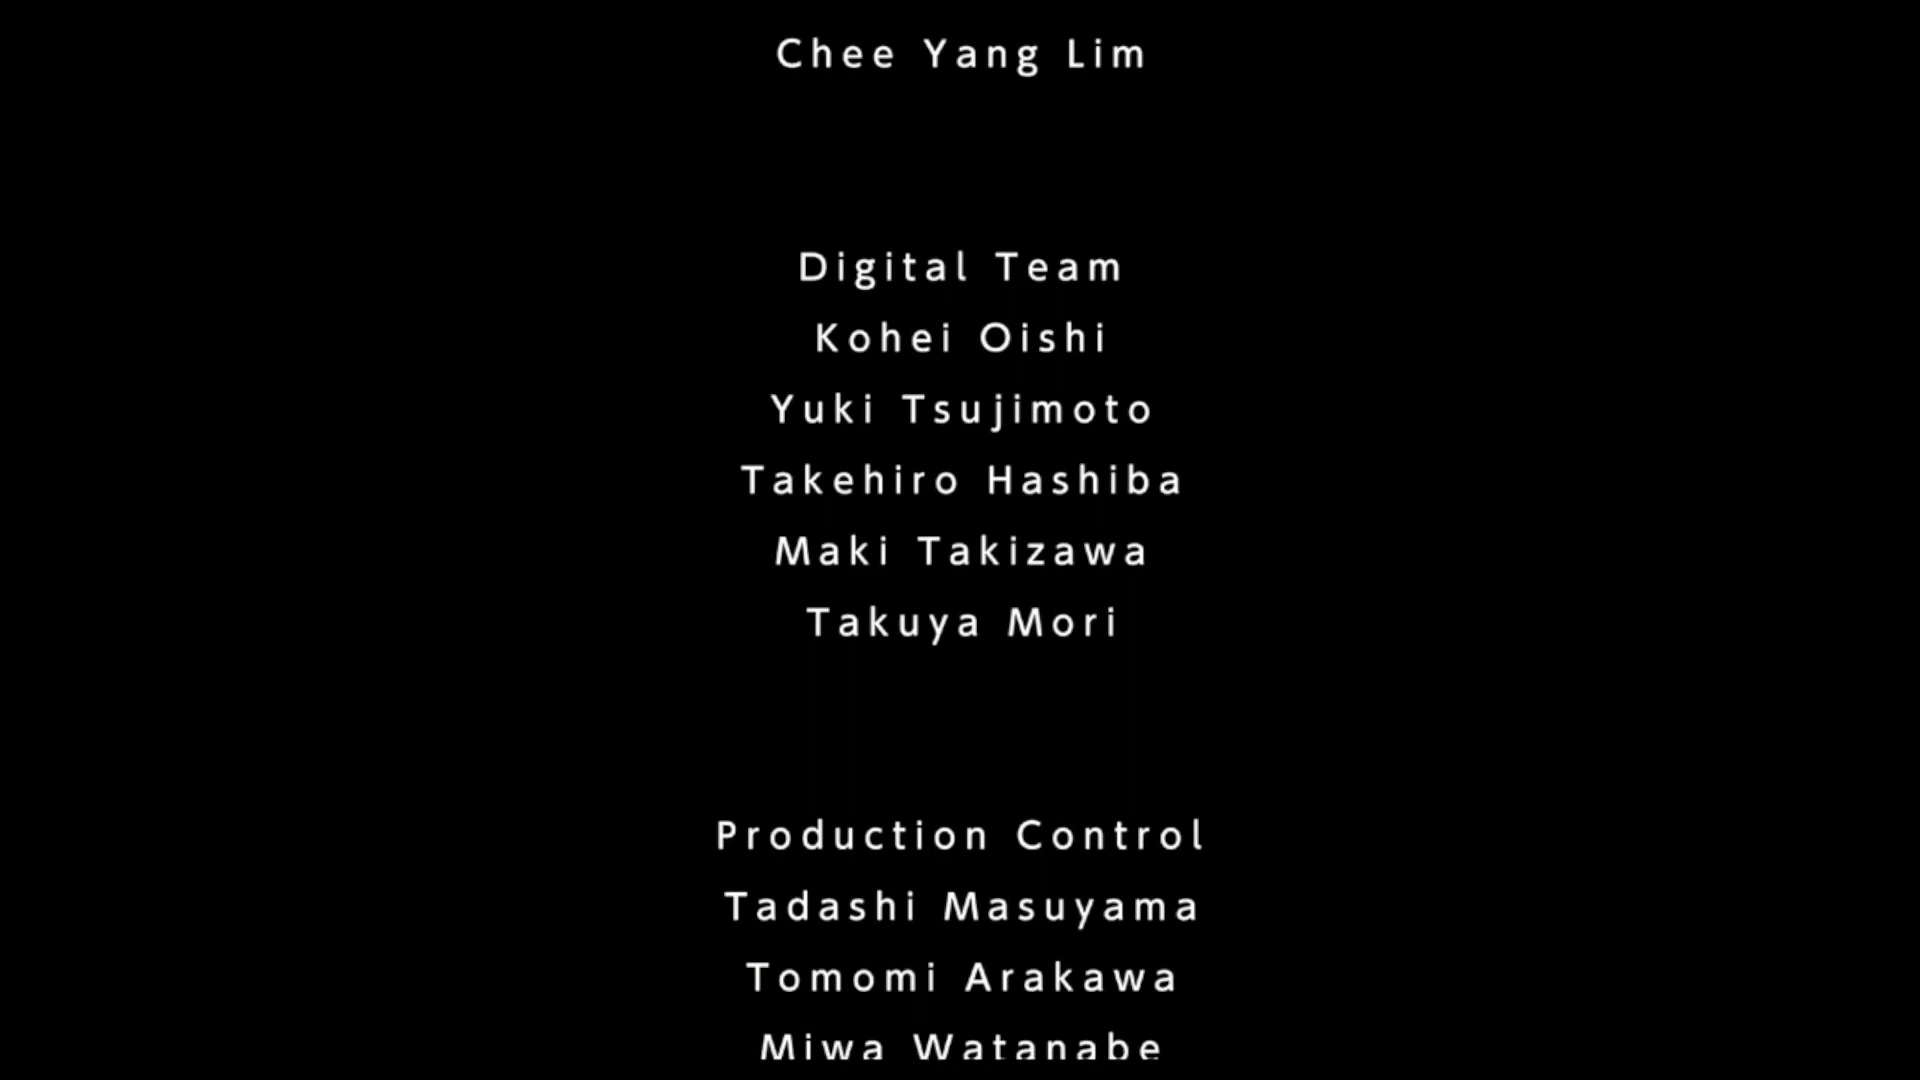 Chee Yang Lim
Digital Team
Kohei Oishi
Yuki Tsujimoto
Takehiro Hashiba
Maki Takizawa
Takuya Mori
Production Control
Tadashi Masuyama
Tomomi Arakawa
Miwa Watanabe